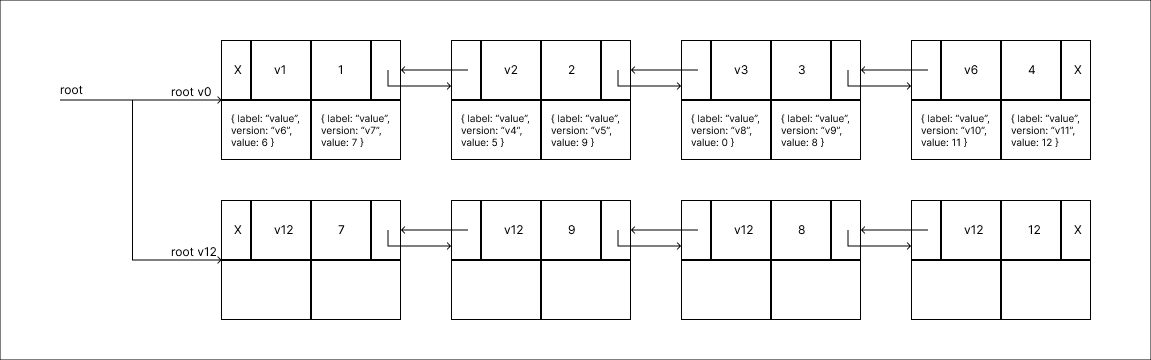 root
root v0
X v1 1
v2 2
v3 3
v6 4 X
{ label: “value”,
version: “v6”,
value: 6 }
{ label: “value”,
version: “v7”,
value: 7 }
{ label: “value”,
version: “v4”,
value: 5 }
{ label: “value”,
version: “v5”,
value: 9 }
{ label: “value”,
version: “v8”,
value: 0 }
{ label: “value”,
version: “v9”,
value: 8 }
{ label: “value”,
version: “v10”,
value: 11 }
{ label: “value”,
version: “v11”,
value: 12 }
root v12
X v12 7
v12 9
v12 8
v12 12 X